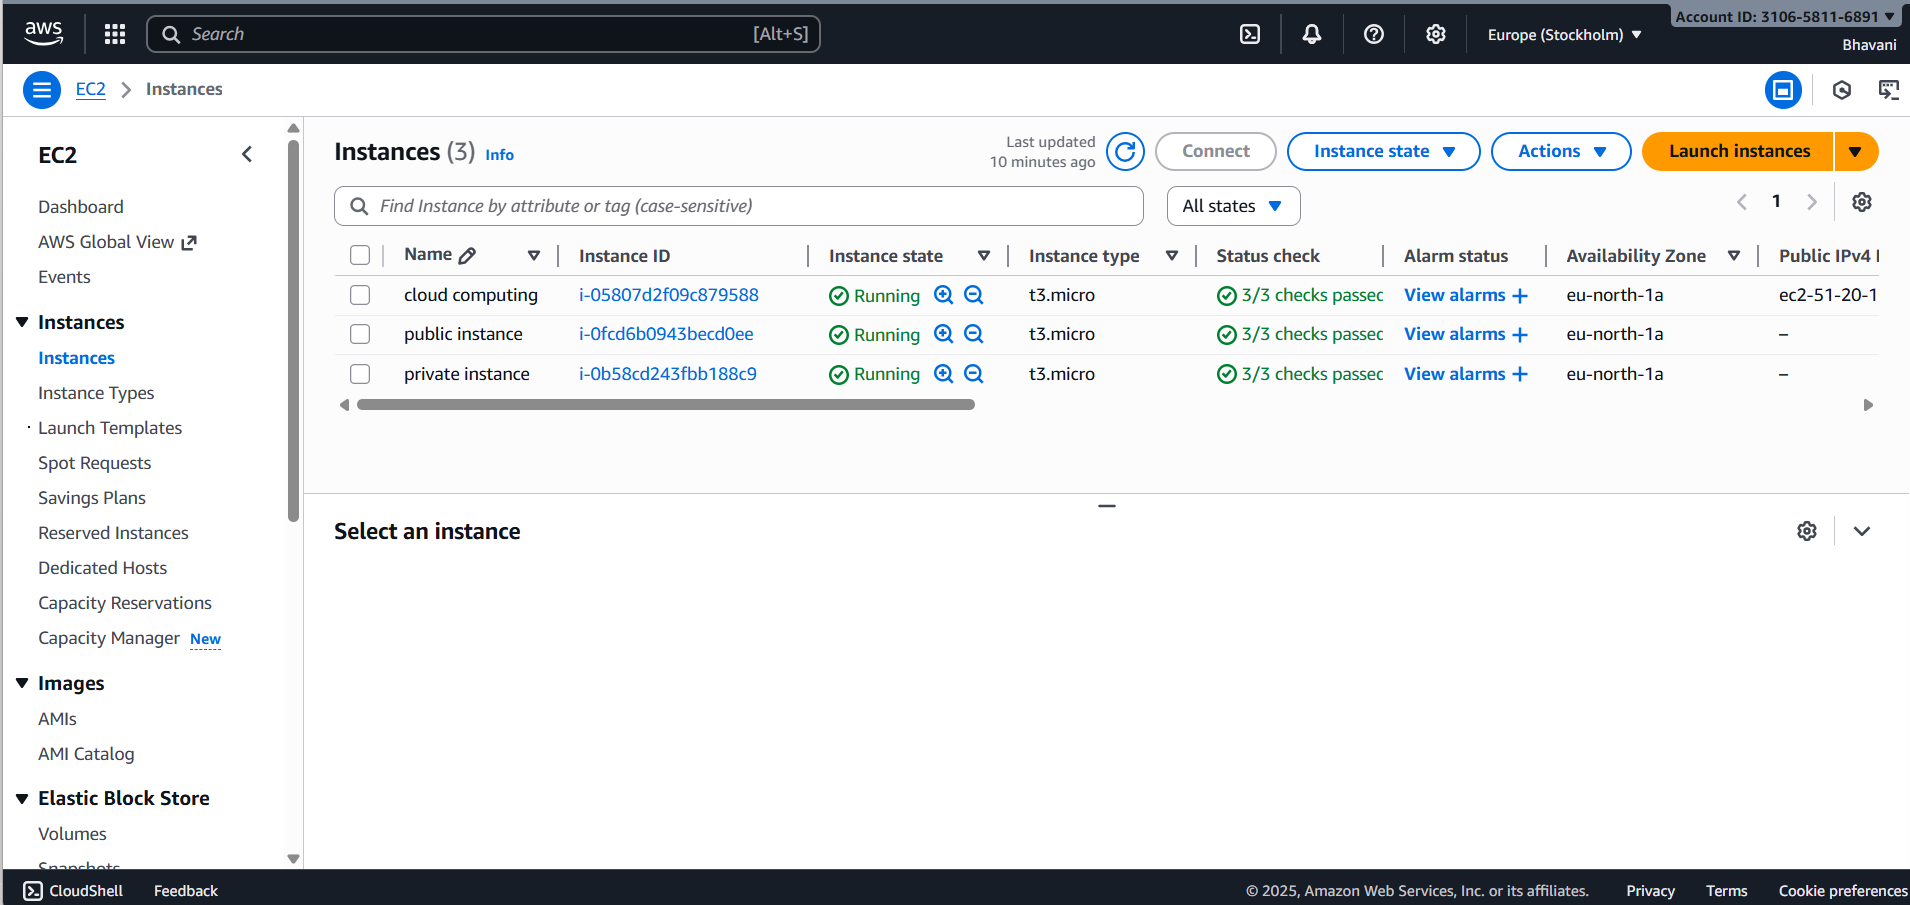 aws
Search [Alt+S]
Europe (Stockholm)
Account ID: 3106-5811-6891
Bhavani
EC2 Instances
EC2
Dashboard
AWS Global View
Events
Instances
Instances
Instance Types
Launch Templates
Spot Requests
Savings Plans
Reserved Instances
Dedicated Hosts
Capacity Reservations
Capacity Manager New
Images
AMIs
AMI Catalog
Elastic Block Store
Volumes
Snapshots
Instances (3) Info
Last updated
10 minutes ago
Connect
Instance state
Actions
Launch instances
Find Instance by attribute or tag (case-sensitive)
All states
1
Name Instance ID Instance state Instance type Status check Alarm status Availability Zone Public IPv4
cloud computing i-05807d2f09c879588 Running t3.micro 3/3 checks passed View alarms + eu-north-1a ec2-51-20-1
public instance i-0fcd6b0943becd0ee Running t3.micro 3/3 checks passed View alarms + eu-north-1a –
private instance i-0b58cd243fbb188c9 Running t3.micro 3/3 checks passed View alarms + eu-north-1a –
Select an instance
CloudShell Feedback © 2025, Amazon Web Services, Inc. or its affiliates. Privacy Terms Cookie preferences